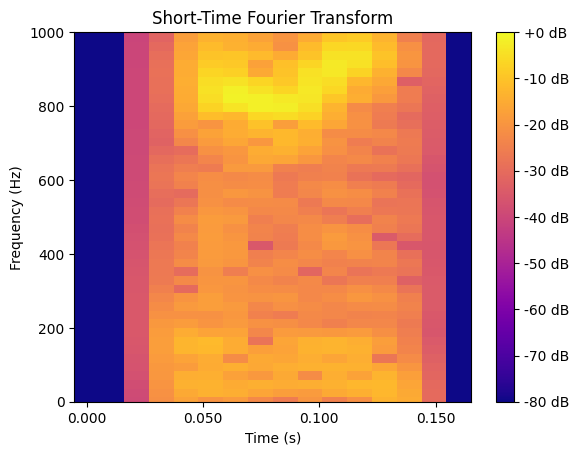 Short-Time Fourier Transform
1000
800
600
400
200
0
Frequency (Hz)
0.000
0.050
0.100
0.150
Time (s)
+0 dB
-10 dB
-20 dB
-30 dB
-40 dB
-50 dB
-60 dB
-70 dB
-80 dB